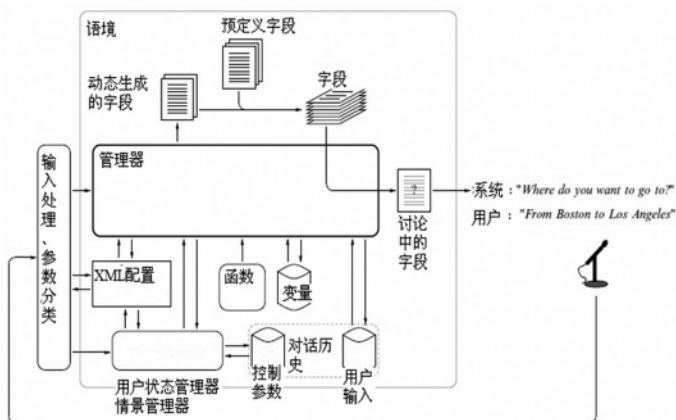 语境
预定义字段
动态生成
的字段
字段
管理器
输入处理、参数分类
?
讨论
中的
字段
系统："Where do you want to go to?"
用户："From Boston to Los Angeles"
XML配置
函数
变量
对话历
史
控制
参数
用户
输入
用户状态管理器
情景管理器